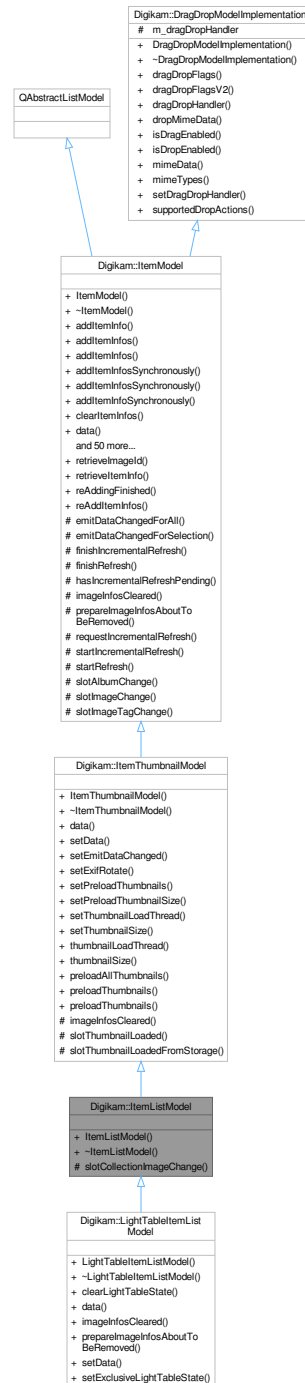 Digikam::DragDropModelImplementation
# m_dragDropHandler
+ DragDropModelImplementation()
+ ~DragDropModelImplementation()
+ dragDropFlags()
+ dragDropFlagsV2()
+ dragDropHandler()
+ dropMimeData()
+ isDragEnabled()
+ isDropEnabled()
+ mimeData()
+ mimeTypes()
+ setDragDropHandler()
+ supportedDropActions()
QAbstractListModel
Digikam::ItemModel
+ ItemModel()
+ ~ItemModel()
+ addItemInfo()
+ addItemInfos()
+ addItemInfos()
+ addItemInfosSynchronously()
+ addItemInfosSynchronously()
+ addItemInfoSynchronously()
+ clearItemInfos()
+ data()
and 50 more...
+ retrieveImageId()
+ retrieveItemInfo()
+ reAddingFinished()
+ reAddItemInfos()
# emitDataChangedForAll()
# emitDataChangedForSelection()
# finishIncrementalRefresh()
# finishRefresh()
# hasIncrementalRefreshPending()
# imageInfosCleared()
# prepareImageInfosAboutTo
BeRemoved()
# requestIncrementalRefresh()
# startIncrementalRefresh()
# startRefresh()
# slotAlbumChange()
# slotImageChange()
# slotImageTagChange()
Digikam::ItemThumbnailModel
+ ItemThumbnailModel()
+ ~ItemThumbnailModel()
+ data()
+ setData()
+ setEmitDataChanged()
+ setExifRotate()
+ setPreloadThumbnails()
+ setPreloadThumbnailSize()
+ setThumbnailLoadThread()
+ setThumbnailSize()
+ thumbnailLoadThread()
+ thumbnailSize()
+ preloadAllThumbnails()
+ preloadThumbnails()
+ preloadThumbnails()
# imageInfosCleared()
# slotThumbnailLoaded()
# slotThumbnailLoadedFromStorage()
Digikam::ItemListModel
+ ItemListModel()
+ ~ItemListModel()
# slotCollectionImageChange()
Digikam::LightTableItemList
Model
+ LightTableItemListModel()
+ ~LightTableItemListModel()
+ clearLightTableState()
+ data()
+ imageInfosCleared()
+ prepareImageInfosAboutTo
BeRemoved()
+ setData()
+ setExclusiveLightTableState()